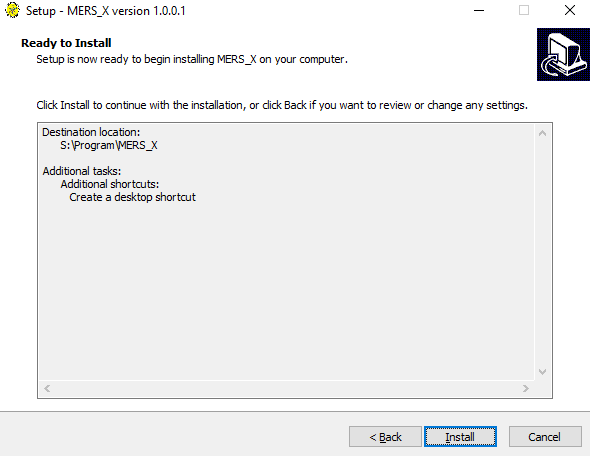 Setup - MERS_X version 1.0.0.1
Ready to Install
Setup is now ready to begin installing MERS_X on your computer.
Click Install to continue with the installation, or click Back if you want to review or change any settings.
Destination location:
S:\Program\MERS_X
Additional tasks:
Additional shortcuts:
Create a desktop shortcut
< Back
Install
Cancel